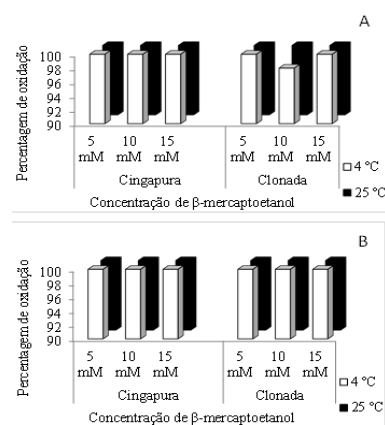 A
Percentagem de oxidação
100
98
96
94
92
90
5 mM 10 mM 15 mM 5 mM 10 mM 15 mM
Cingapura Clonada
4 °C
25 °C
Concentração de β-mercaptoetanol
B
Percentagem de oxidação
100
98
96
94
92
90
5 mM 10 mM 15 mM 5 mM 10 mM 15 mM
Cingapura Clonada
4 °C
25 °C
Concentração de β-mercaptoetanol